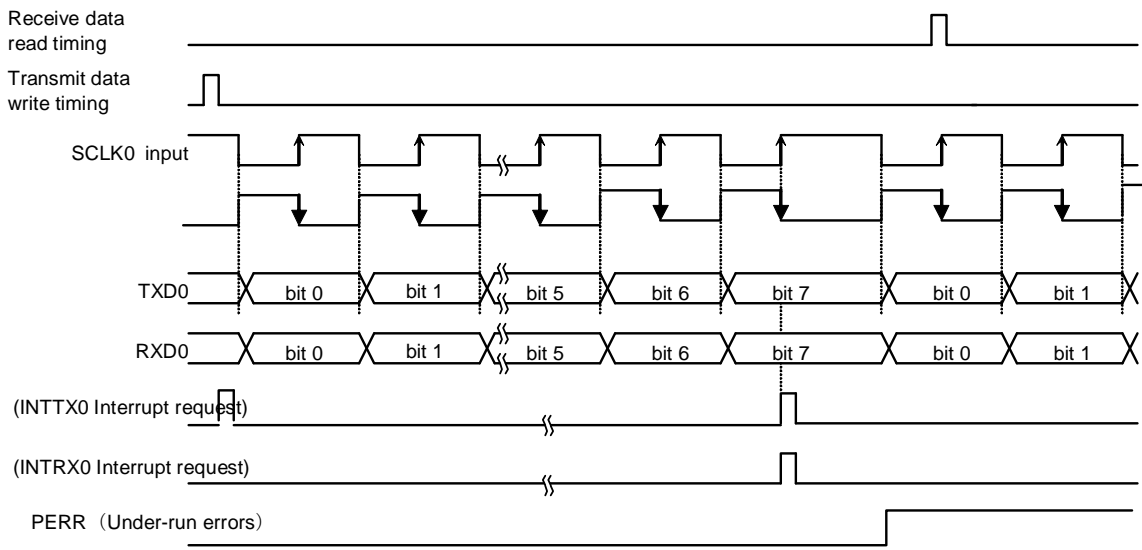 Receive data
read timing
Transmit data
write timing
SCLK0 input
TXD0
bit 0
bit 1
bit 5
bit 6
bit 7
bit 0
bit 1
RXD0
bit 0
bit 1
bit 5
bit 6
bit 7
bit 0
bit 1
(INTTX0 Interrupt request)
(INTRX0 Interrupt request)
PERR（Under-run errors）